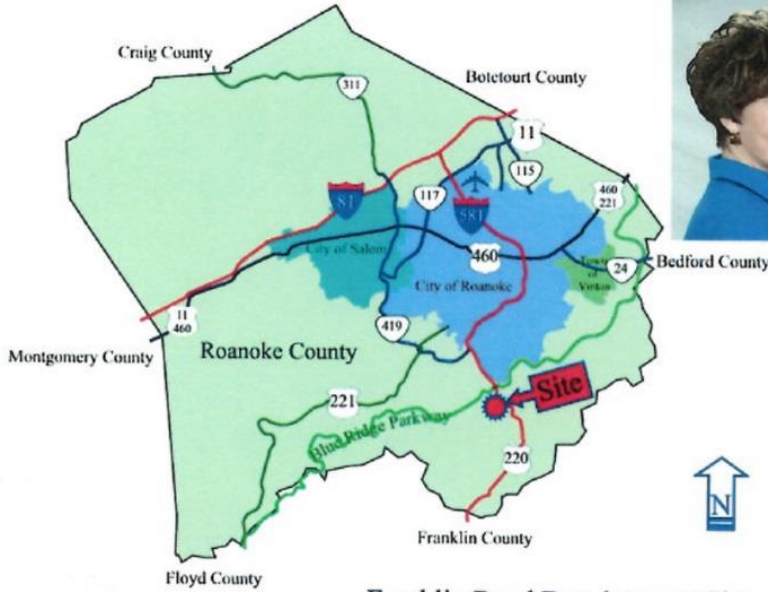 Craig County
Botetourt County
311
11
115
460
221
81
117
581
City of Salem
460
Town
of
Vinton
24
Bedford County
City of Roanoke
11
460
419
Montgomery County
Roanoke County
Site
221
Blue Ridge Parkway
220
N
Franklin County
Floyd County